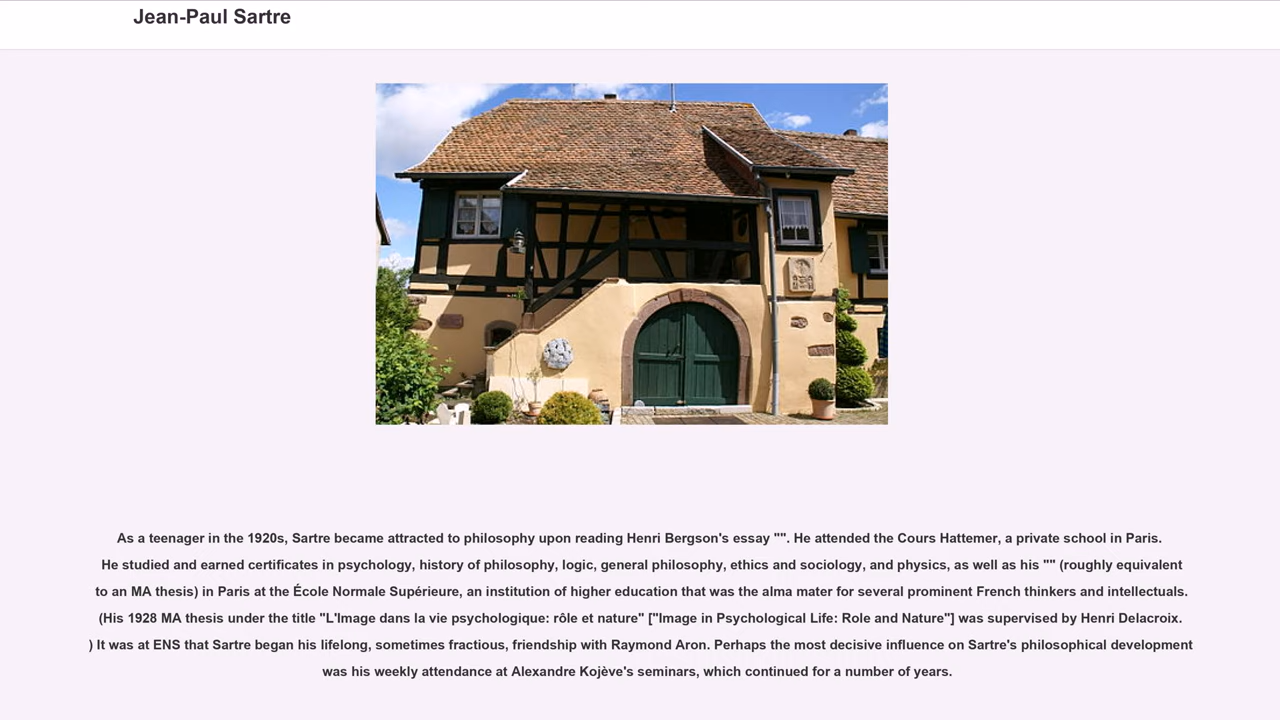 Jean-Paul Sartre
As a teenager in the 1920s, Sartre became attracted to philosophy upon reading Henri Bergson's essay "". He attended the Cours Hattemer, a private school in Paris.
He studied and earned certificates in psychology, history of philosophy, logic, general philosophy, ethics and sociology, and physics, as well as his "" (roughly equivalent
to an MA thesis) in Paris at the École Normale Supérieure, an institution of higher education that was the alma mater for several prominent French thinkers and intellectuals.
(His 1928 MA thesis under the title "L'Image dans la vie psychologique: rôle et nature" ["Image in Psychological Life: Role and Nature"] was supervised by Henri Delacroix.
) It was at ENS that Sartre began his lifelong, sometimes fractious, friendship with Raymond Aron. Perhaps the most decisive influence on Sartre's philosophical development
was his weekly attendance at Alexandre Kojève's seminars, which continued for a number of years.